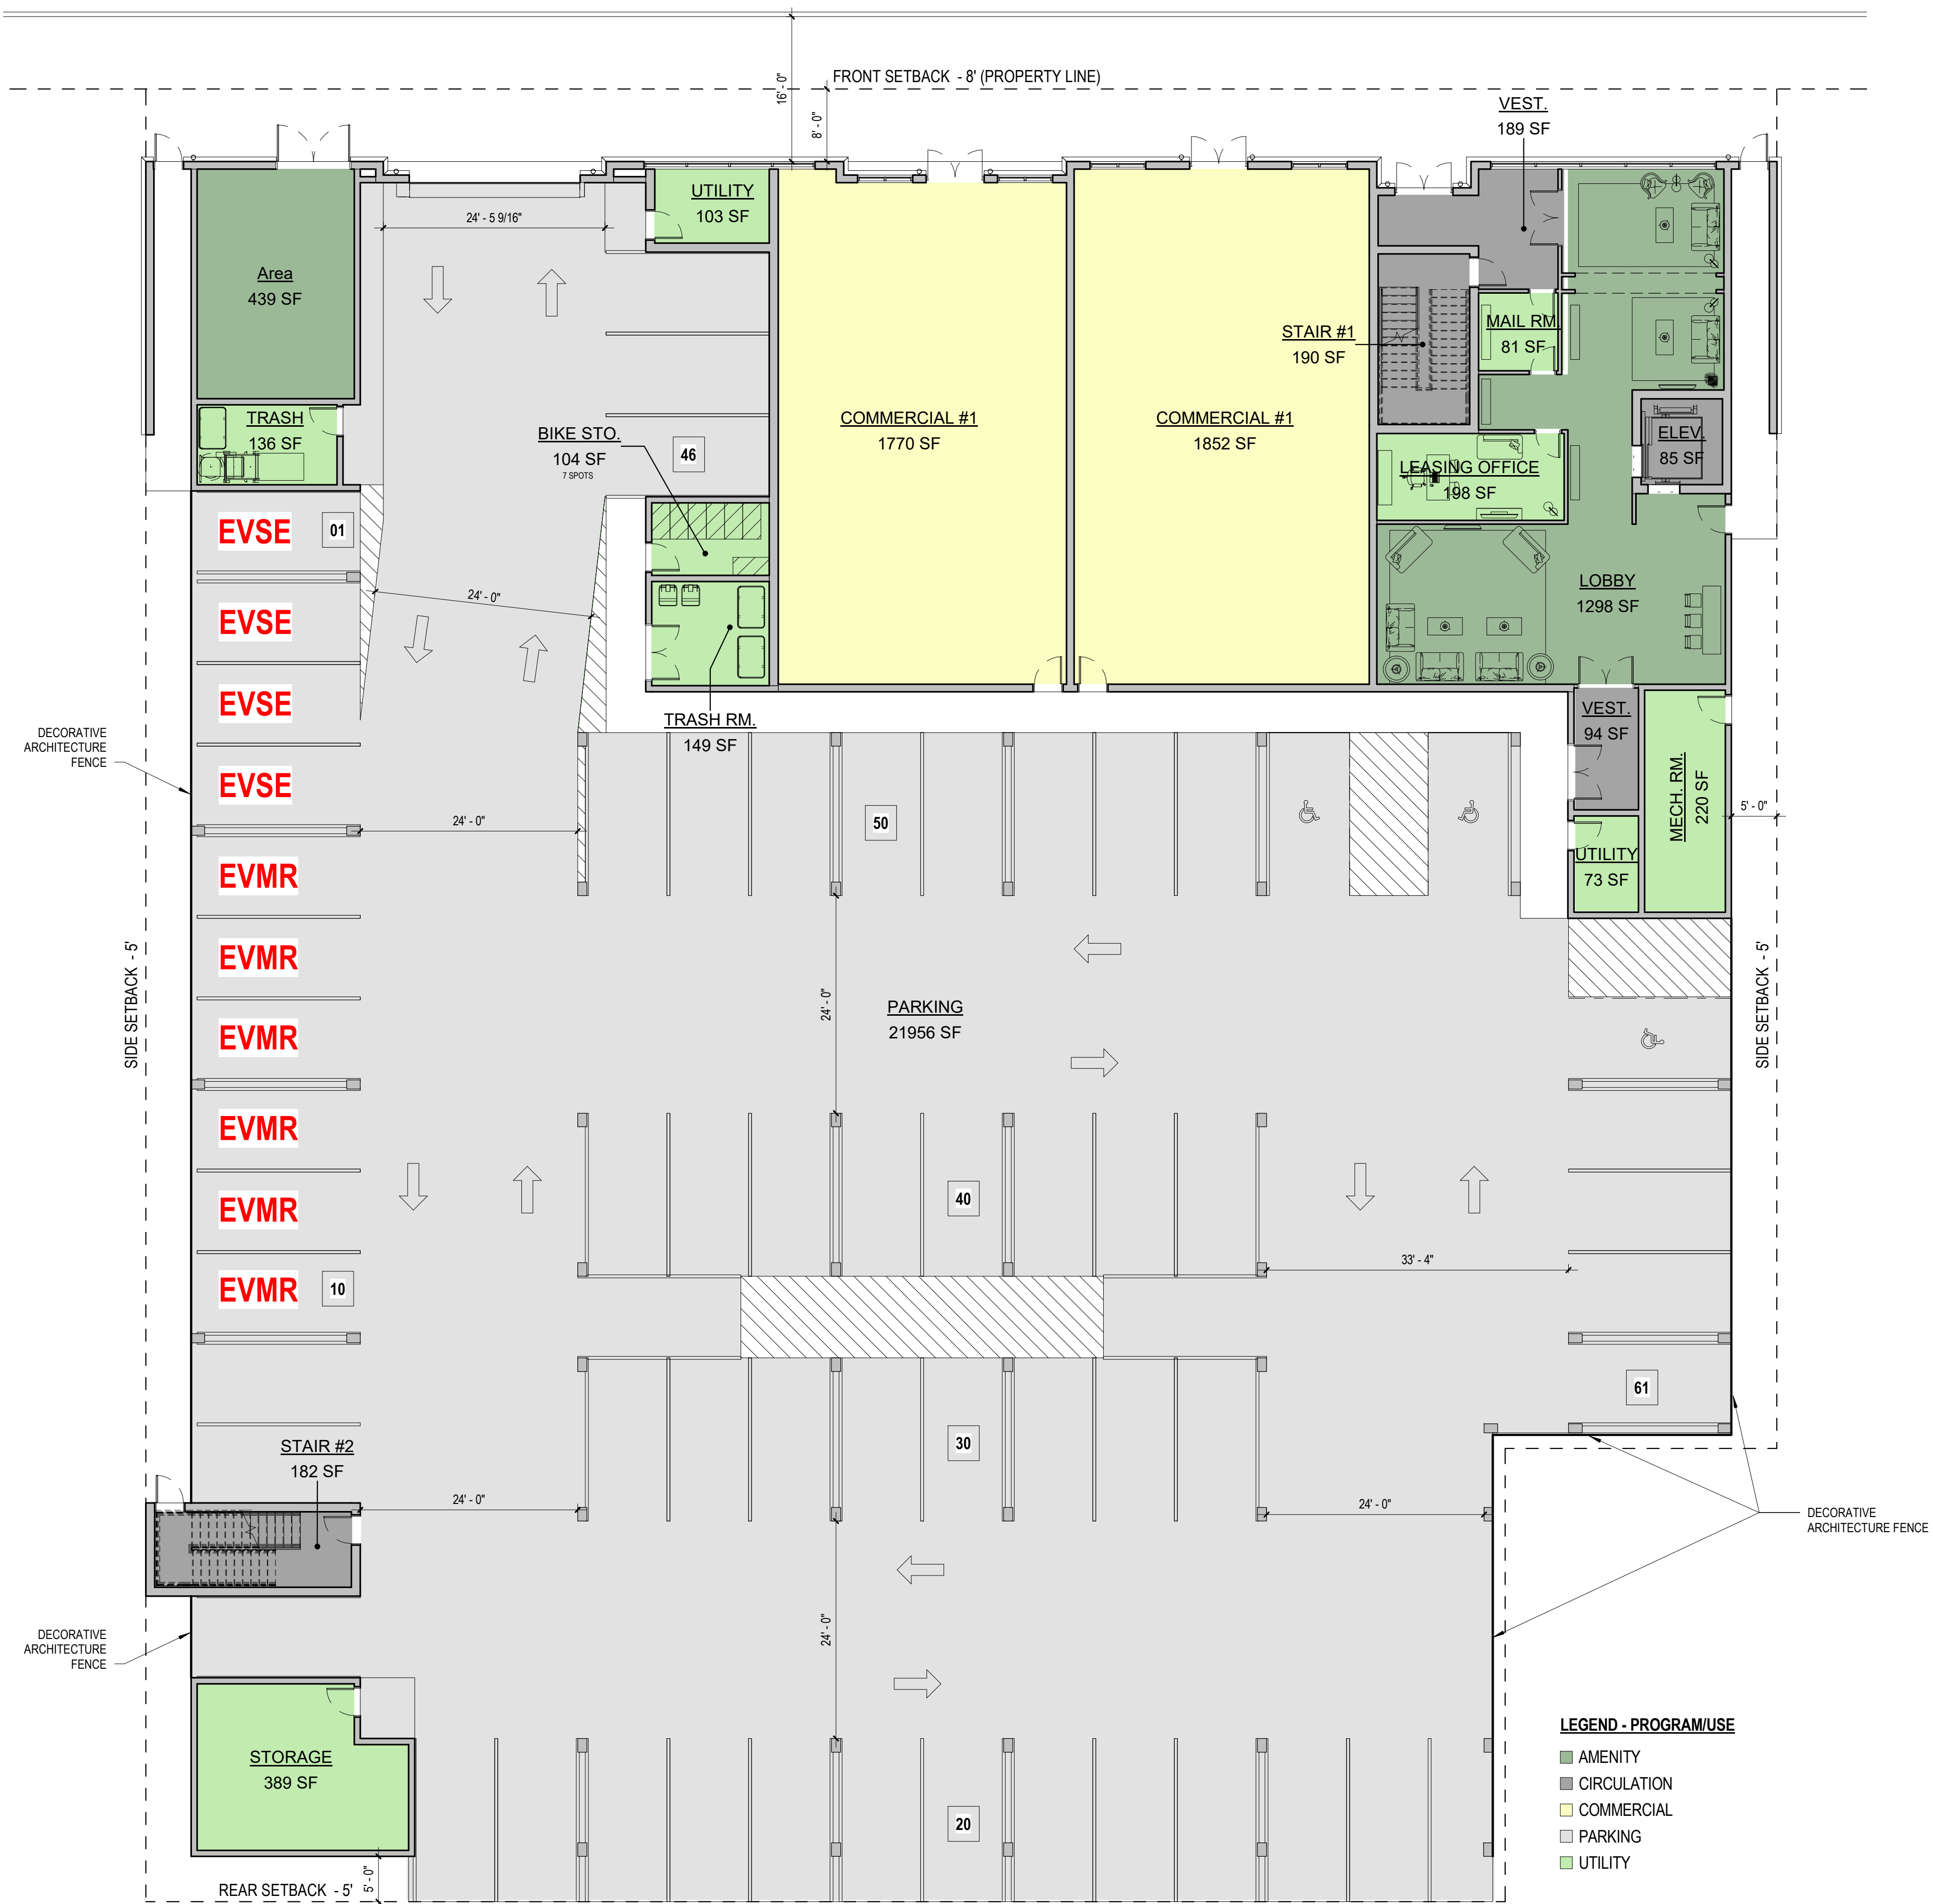 FRONT SETBACK - 8' (PROPERTY LINE)
16' - 0"
8' - 0"
VEST.
189 SF
UTILITY
103 SF
24' - 5 9/16"
Area
439 SF
STAIR #1
190 SF
MAIL RM.
81 SF
TRASH
136 SF
BIKE STO.
104 SF
7 SPOTS
46
COMMERCIAL #1
1770 SF
COMMERCIAL #1
1852 SF
ELEV.
85 SF
LEASING OFFICE
198 SF
EVSE
01
LOBBY
1298 SF
24' - 0"
EVSE
EVSE
TRASH RM.
149 SF
VEST.
94 SF
DECORATIVE
ARCHITECTURE
FENCE
EVSE
MECH. RM.
220 SF
5' - 0"
24' - 0"
50
EVMR
UTILITY
73 SF
EVMR
SIDE SETBACK - 5'
SIDE SETBACK - 5'
24' - 0"
PARKING
21956 SF
EVMR
EVMR
EVMR
40
33' - 4"
EVMR
10
61
30
STAIR #2
182 SF
24' - 0"
24' - 0"
DECORATIVE
ARCHITECTURE FENCE
24' - 0"
DECORATIVE
ARCHITECTURE
FENCE
STORAGE
389 SF
20
LEGEND - PROGRAM/USE
AMENITY
CIRCULATION
COMMERCIAL
PARKING
UTILITY
5' - 0"
REAR SETBACK - 5'